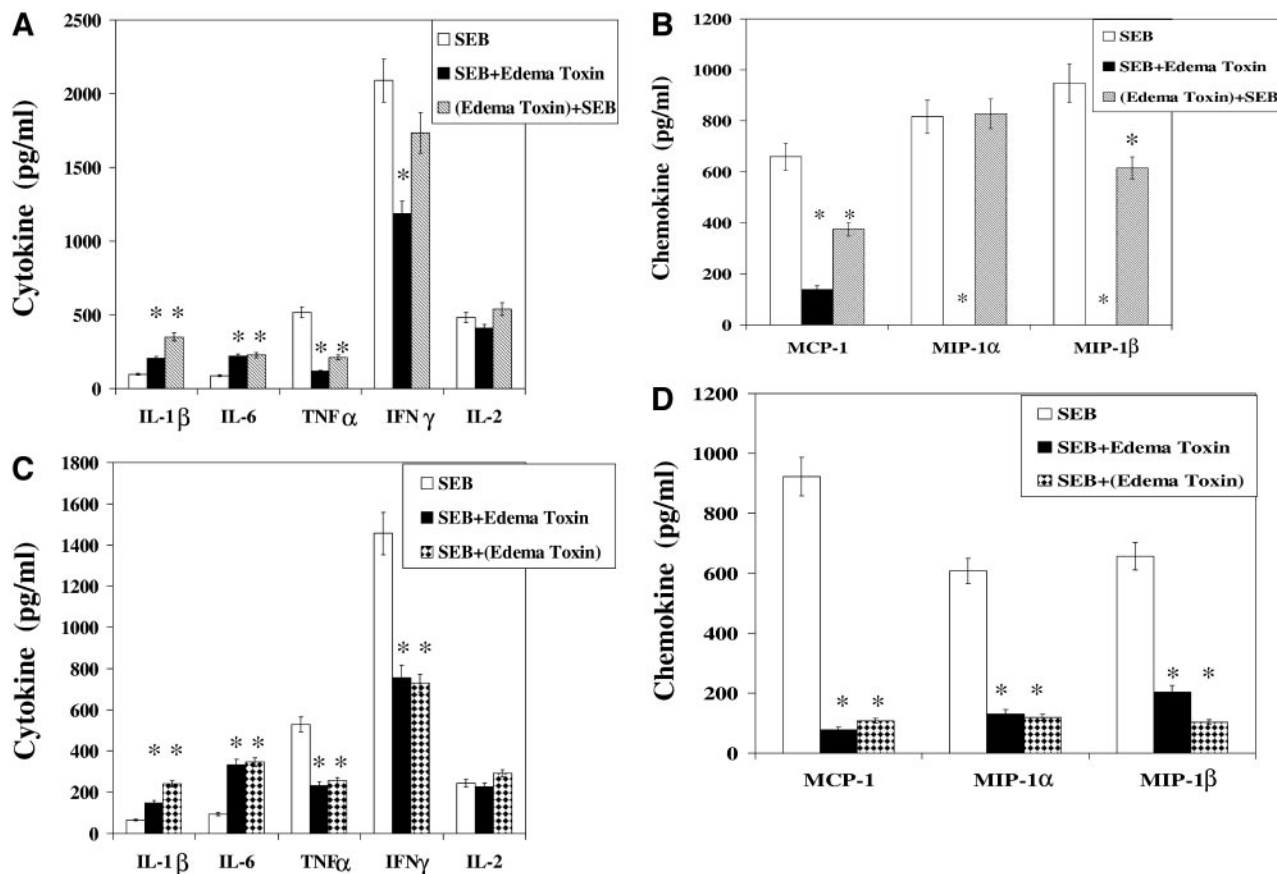 A
Cytokine (pg/ml)
2500
2000
1500
1000
500
0
SEB
SEB+Edema Toxin
(Edema Toxin)+SEB
* *
* *
* *
*
IL-1β IL-6 TNFα IFNγ IL-2
B
Chemokine (pg/ml)
1200
1000
800
600
400
200
0
SEB
SEB+Edema Toxin
(Edema Toxin)+SEB
* *
*
* *
MCP-1 MIP-1α MIP-1β
C
Cytokine (pg/ml)
1800
1600
1400
1200
1000
800
600
400
200
0
SEB
SEB+Edema Toxin
SEB+(Edema Toxin)
* *
* *
* *
* *
IL-1β IL-6 TNFα IFNγ IL-2
D
Chemokine (pg/ml)
1200
1000
800
600
400
200
0
SEB
SEB+Edema Toxin
SEB+(Edema Toxin)
* *
* *
* *
MCP-1 MIP-1α MIP-1β